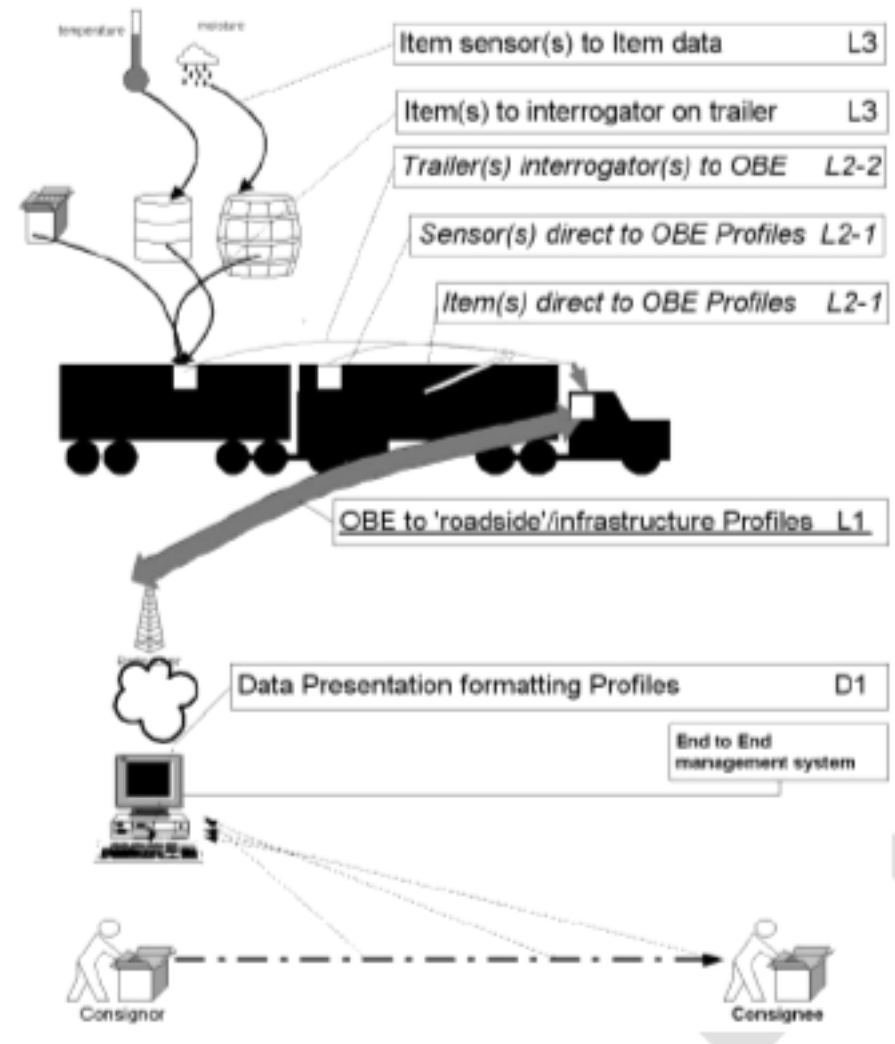 temperature
moisture
Item sensor(s) to Item data L3
Item(s) to interrogator on trailer L3
Trailer(s) interrogator(s) to OBE L2-2
Sensor(s) direct to OBE Profiles L2-1
Item(s) direct to OBE Profiles L2-1
OBE to 'roadside'/infrastructure Profiles L1
Data Presentation formatting Profiles D1
End to End
management system
Consignor
Consignee